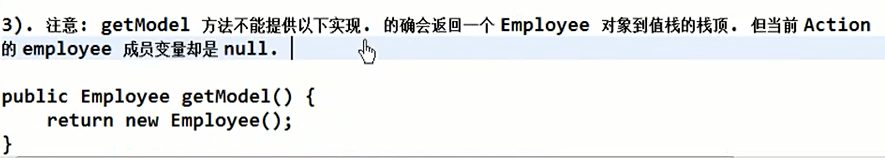 3). 注意: getModel 方法不能提供以下实现. 的确会返回一个 Employee 对象到值栈的栈顶. 但当前 Action
的 employee 成员变量却是 null.
public Employee getModel() {
    return new Employee();
}